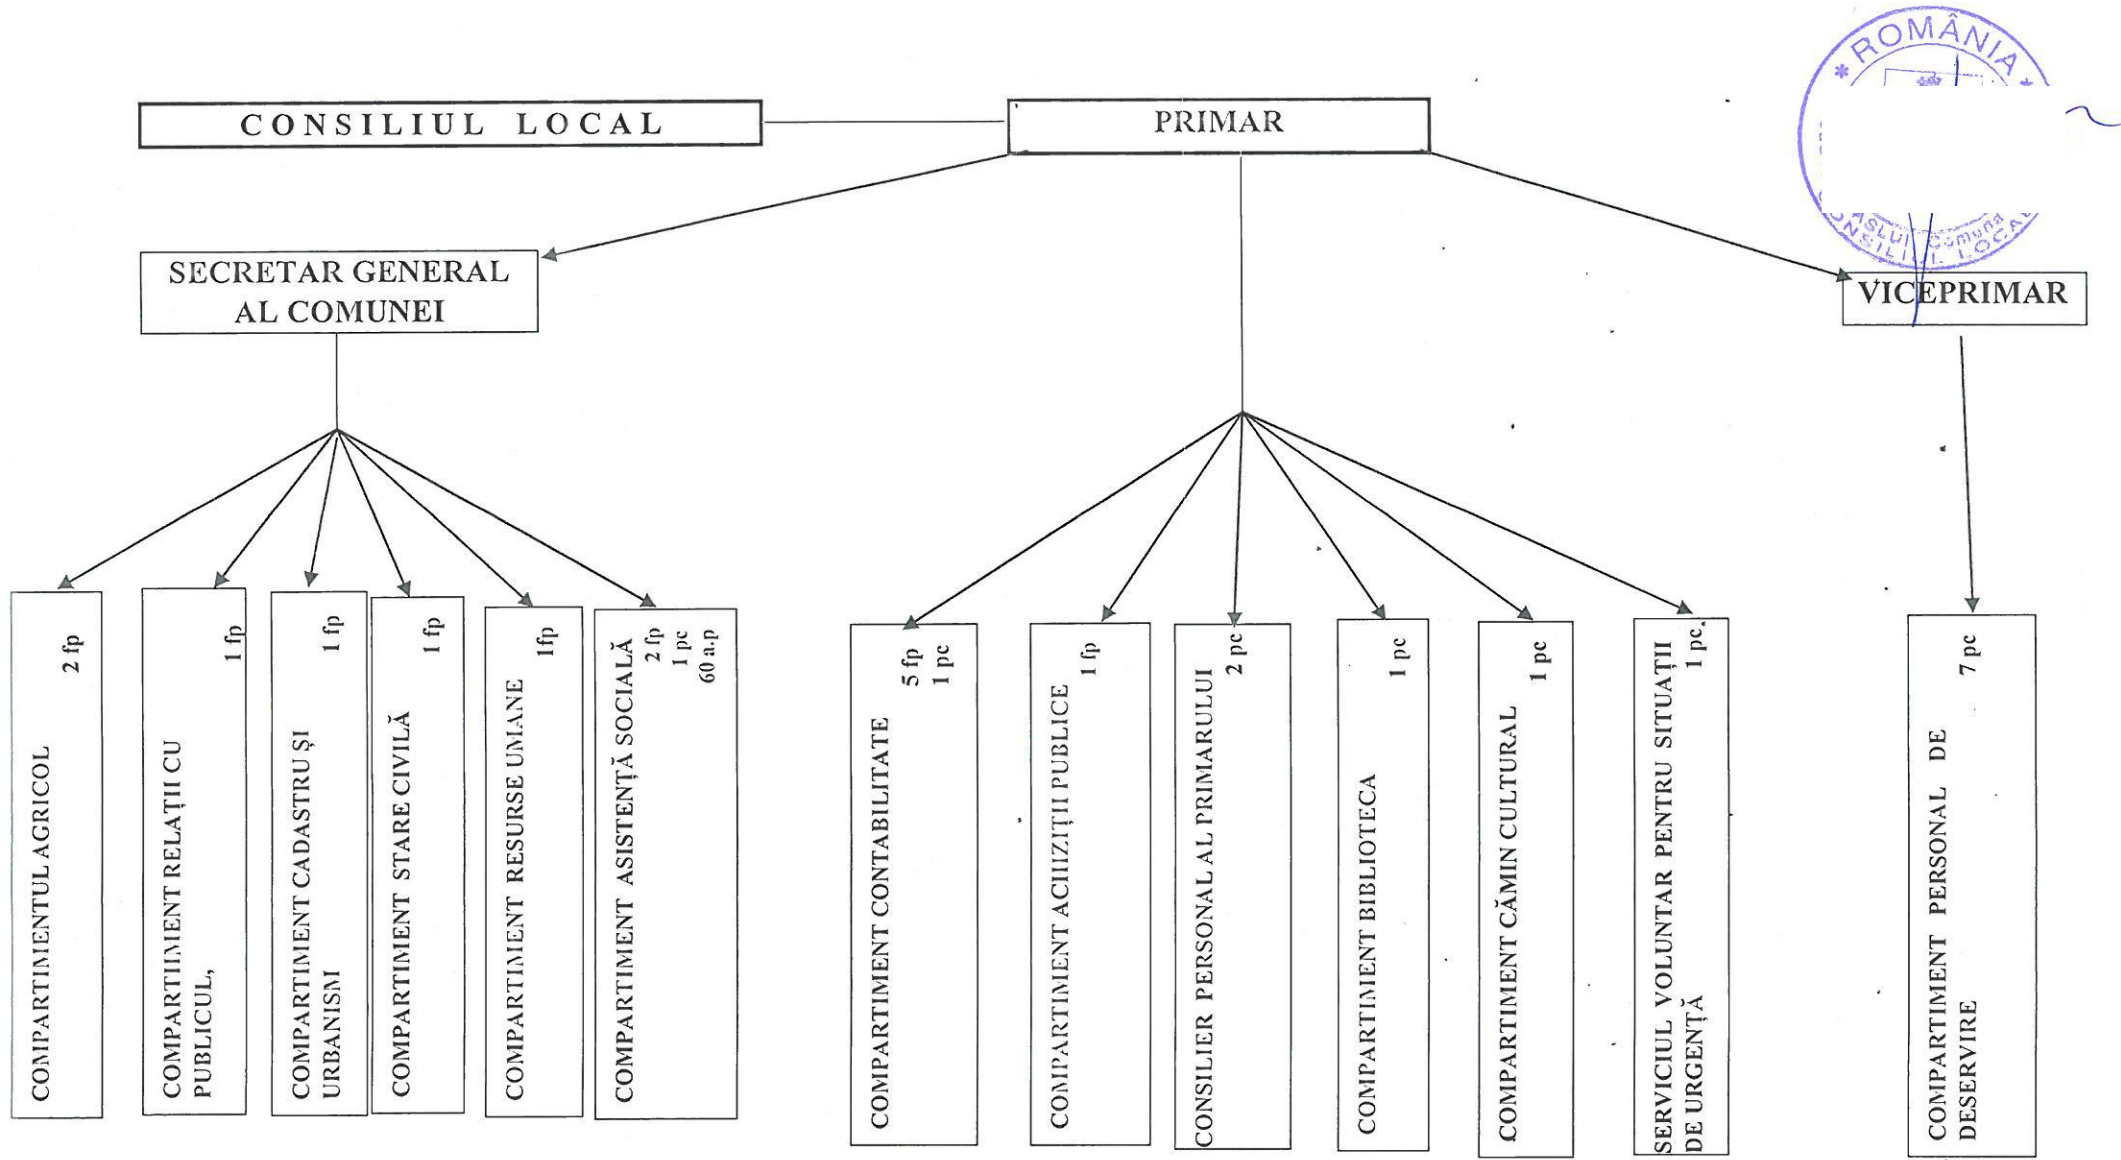 * ROMÂNIA *
CONSILIUL LOCAL
PRIMAR
ASLUI Comuna
CONSILIUL LOCAL
SECRETAR GENERAL
AL COMUNEI
VICEPRIMAR
COMPARTIMENTUL AGRICOL
2 fp
COMPARTIMENT RELAȚII CU
PUBLICUL,
1 fp
COMPARTIMENT CADASTRU ȘI
URBANISM
1 fp
COMPARTIMENT STARE CIVILĂ
1 fp
COMPARTIMENT RESURSE UMANE
1fp
COMPARTIMENT ASISTENȚĂ SOCIALĂ
2 fp
1 pc
60 a.p
COMPARTIMENT CONTABILITATE
5 fp
1 pc
COMPARTIMENT ACHIZIȚII PUBLICE
1 fp
CONSILIER PERSONAL AL PRIMARULUI
2 pc
COMPARTIMENT BIBLIOTECA
1 pc
COMPARTIMENT CĂMIN CULTURAL
1 pc
SERVICIUL VOLUNTAR PENTRU SITUAȚII
DE URGENȚĂ
1 pc.
COMPARTIMENT PERSONAL DE
DESERVIRE
7 pc